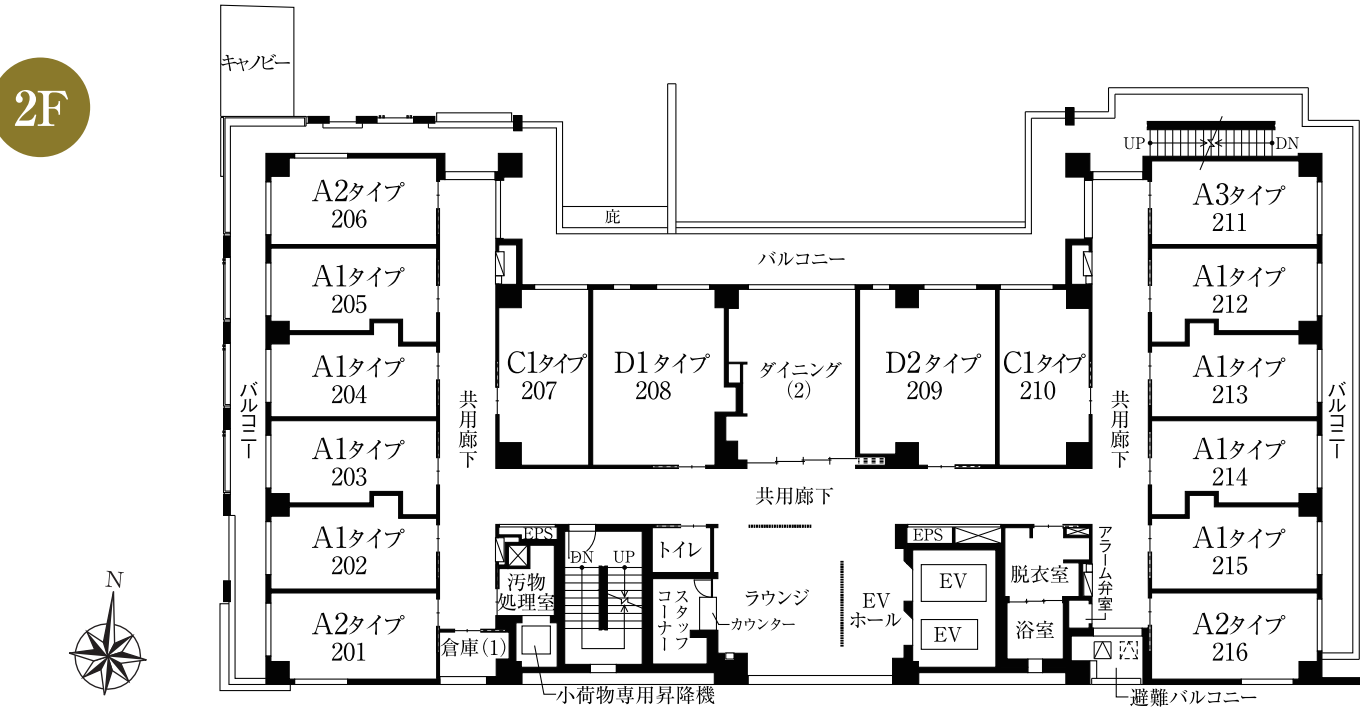 キャノピー
2F
UP
DN
A2タイプ
206
A3タイプ
211
庇
バルコニー
A1タイプ
205
A1タイプ
212
C1タイプ
207
D1タイプ
208
ダイニング
(2)
D2タイプ
209
C1タイプ
210
A1タイプ
204
A1タイプ
213
バルコニー
共用廊下
共用廊下
バルコニー
A1タイプ
203
A1タイプ
214
共用廊下
A1タイプ
202
A1タイプ
215
EPS
DN
UP
トイレ
EPS
アラーム弁室
汚物
処理室
スタッフ
コーナー
ラウンジ
カウンター
EV
ホール
EV
EV
脱衣室
浴室
N
A2タイプ
201
倉庫(1)
A2タイプ
216
小荷物専用昇降機
避難バルコニー